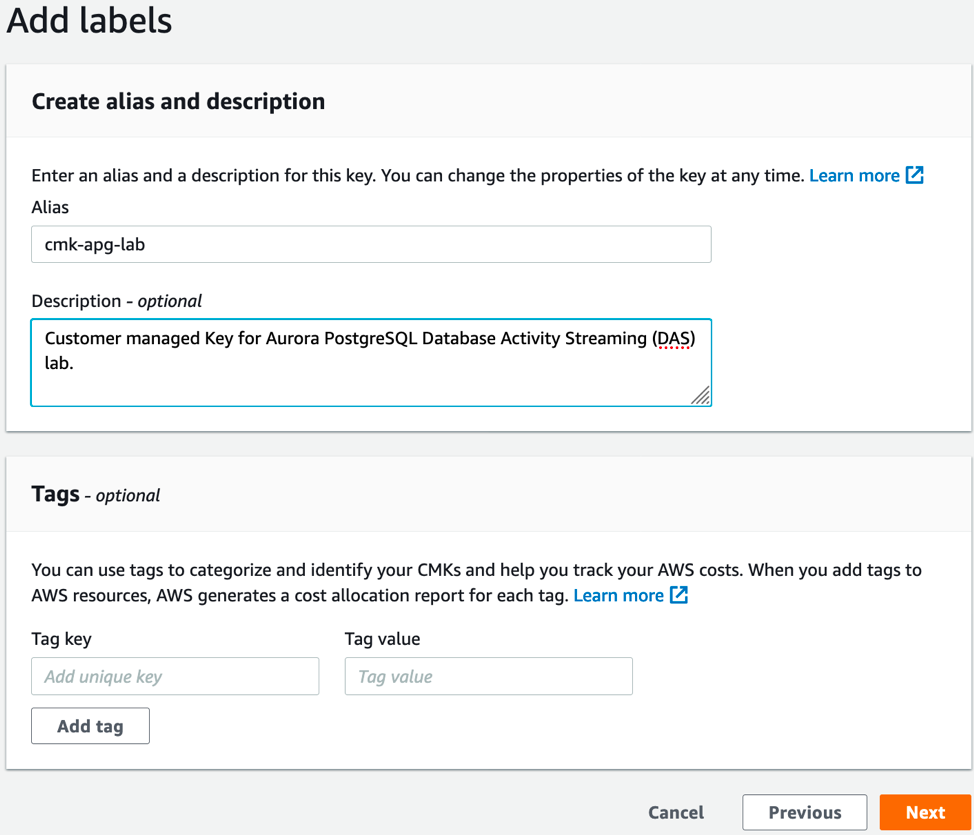 Add labels
Create alias and description
Enter an alias and a description for this key. You can change the properties of the key at any time. Learn more
Alias
cmk-apg-lab
Description - optional
Customer managed Key for Aurora PostgreSQL Database Activity Streaming (DAS)
lab.
Tags - optional
You can use tags to categorize and identify your CMKs and help you track your AWS costs. When you add tags to
AWS resources, AWS generates a cost allocation report for each tag. Learn more
Tag key Tag value
Add unique key Tag value
Add tag
Cancel Previous Next